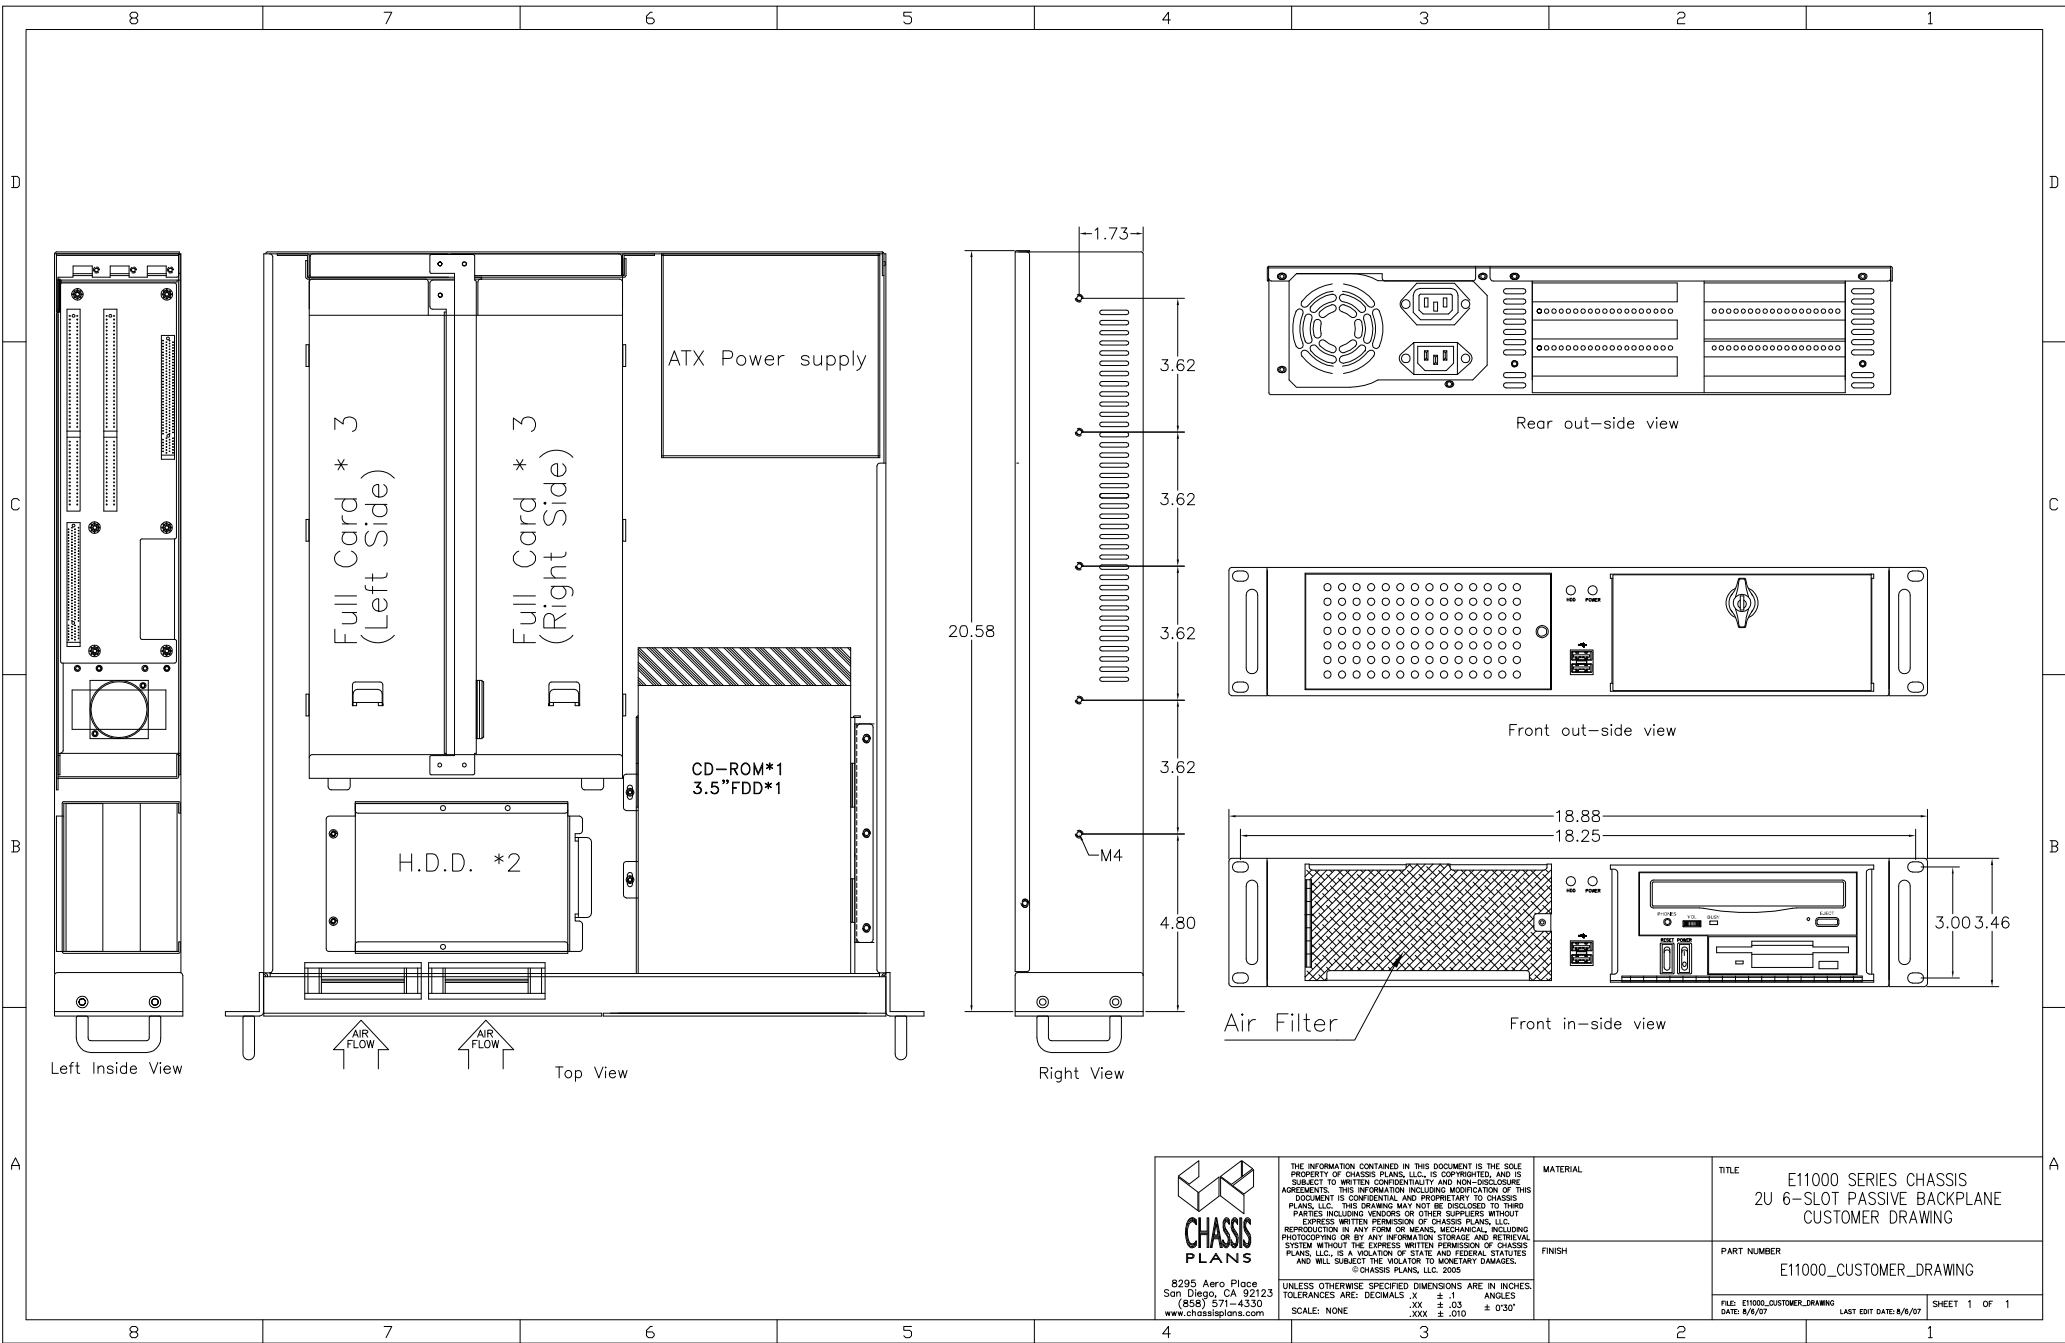 8 7 6 5 4 3 2 1
D D
C C
B B
A A
ATX Power supply
Full Card * 3
(Left Side)
Full Card * 3
(Right Side)
CD-ROM*1
3.5"FDD*1
H.D.D. *2
AIR
FLOW
AIR
FLOW
Left Inside View
Top View
1.73
3.62
3.62
3.62
3.62
4.80
20.58
M4
Right View
Rear out-side view
HDD POWER
Front out-side view
18.88
18.25
HDD POWER
PHONES VOL BUSY EJECT
RESET POWER
3.00 3.46
Air Filter
Front in-side view
CHASSIS
PLANS
8295 Aero Place
San Diego, CA 92123
(858) 571-4330
www.chassisplans.com
THE INFORMATION CONTAINED IN THIS DOCUMENT IS THE SOLE
PROPERTY OF CHASSIS PLANS, LLC., IS COPYRIGHTED, AND IS
SUBJECT TO WRITTEN CONFIDENTIALITY AND NON-DISCLOSURE
AGREEMENTS. THIS INFORMATION INCLUDING MODIFICATION OF THIS
DOCUMENT IS CONFIDENTIAL AND PROPRIETARY TO CHASSIS
PLANS, LLC. THIS DRAWING MAY NOT BE DISCLOSED TO THIRD
PARTIES INCLUDING VENDORS OR OTHER SUPPLIERS WITHOUT
EXPRESS WRITTEN PERMISSION OF CHASSIS PLANS, LLC.
REPRODUCTION IN ANY FORM OR MEANS, MECHANICAL, INCLUDING
PHOTOCOPYING OR BY ANY INFORMATION STORAGE AND RETRIEVAL
SYSTEM WITHOUT THE EXPRESS WRITTEN PERMISSION OF CHASSIS
PLANS, LLC., IS A VIOLATION OF STATE AND FEDERAL STATUTES
AND WILL SUBJECT THE VIOLATOR TO MONETARY DAMAGES.
© CHASSIS PLANS, LLC. 2005
UNLESS OTHERWISE SPECIFIED DIMENSIONS ARE IN INCHES.
TOLERANCES ARE: DECIMALS .X ± .1 ANGLES
.XX ± .03 ± 0°30'
SCALE: NONE .XXX ± .010
MATERIAL
FINISH
TITLE
E11000 SERIES CHASSIS
2U 6-SLOT PASSIVE BACKPLANE
CUSTOMER DRAWING
PART NUMBER
E11000_CUSTOMER_DRAWING
FILE: E11000_CUSTOMER_DRAWING
DATE: 8/6/07 LAST EDIT DATE: 8/6/07
SHEET 1 OF 1
8 7 6 5 4 3 2 1